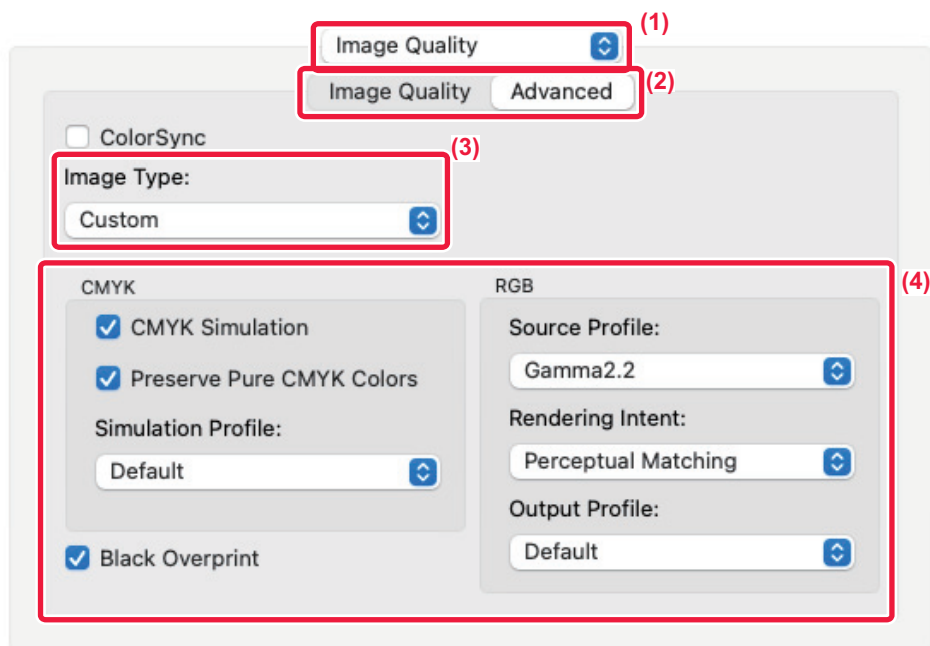 (1)
Image Quality
(2)
Image Quality Advanced
ColorSync
(3)
Image Type:
Custom
(4)
CMYK
CMYK Simulation
Preserve Pure CMYK Colors
Simulation Profile:
Default
Black Overprint
RGB
Source Profile:
Gamma2.2
Rendering Intent:
Perceptual Matching
Output Profile:
Default